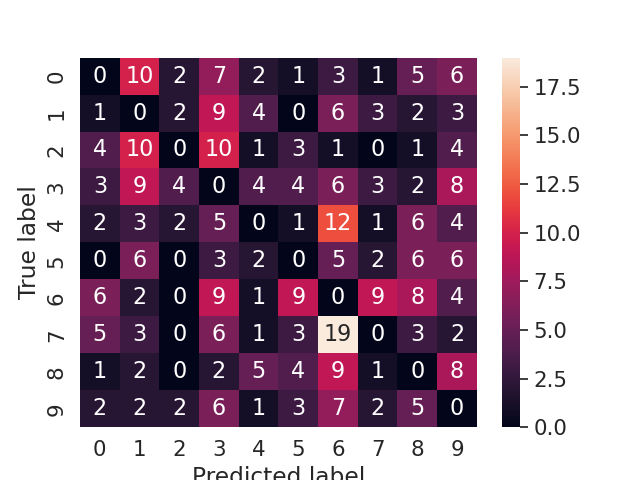 0 0 10 2 7 2 1 3 1 5 6
1 1 0 2 9 4 0 6 3 2 3
2 4 10 0 10 1 3 1 0 1 4
3 3 9 4 0 4 4 6 3 2 8
4 2 3 2 5 0 1 12 1 6 4
5 0 6 0 3 2 0 5 2 6 6
6 6 2 0 9 1 9 0 9 8 4
7 5 3 0 6 1 3 19 0 3 2
8 1 2 0 2 5 4 9 1 0 8
9 2 2 2 6 1 3 7 2 5 0
0 1 2 3 4 5 6 7 8 9
Predicted label
True label
17.5
15.0
12.5
10.0
7.5
5.0
2.5
0.0